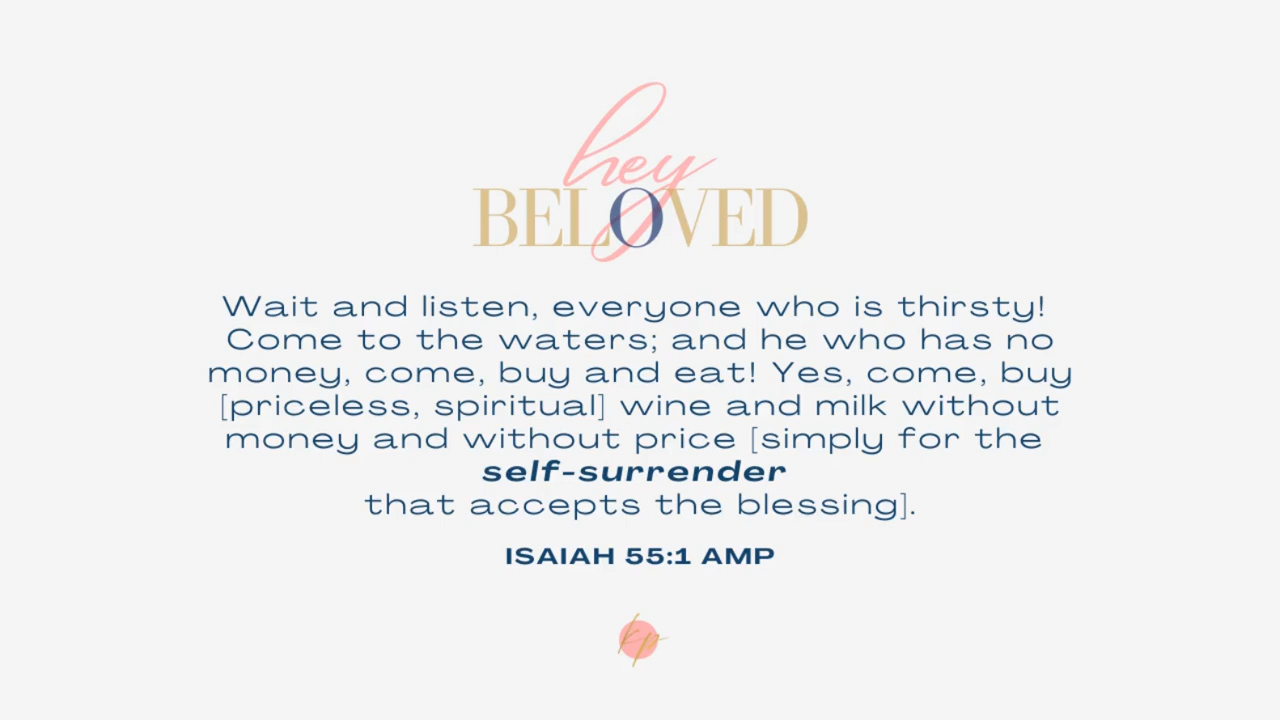 hey
BELOVED
Wait and listen, everyone who is thirsty!
Come to the waters; and he who has no
money, come, buy and eat! Yes, come, buy
[priceless, spiritual] wine and milk without
money and without price [simply for the
self-surrender
that accepts the blessing].
ISAIAH 55:1 AMP
kp